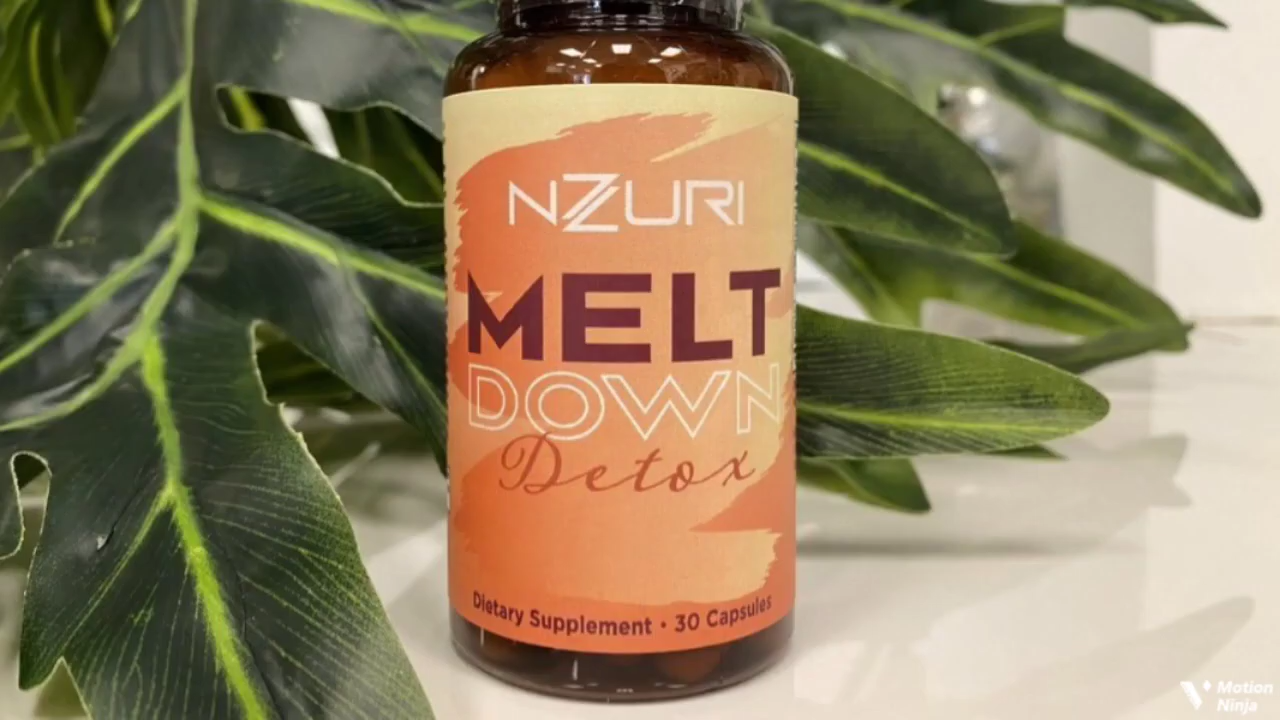 NZURI
MELT
DOWN
Detox
Dietary Supplement • 30 Capsules
Motion
Ninja